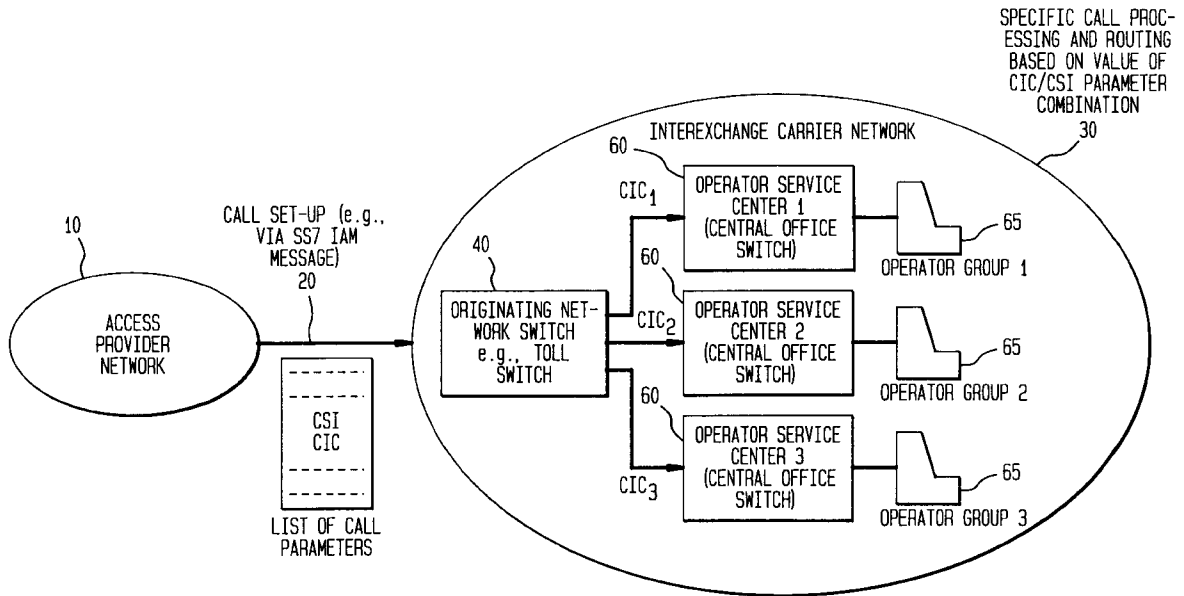 SPECIFIC CALL PROC-
ESSING AND ROUTING
BASED ON VALUE OF
CIC/CSI PARAMETER
COMBINATION
30
INTEREXCHANGE CARRIER NETWORK
10
ACCESS
PROVIDER
NETWORK
CALL SET-UP (e.g.,
VIA SS7 IAM
MESSAGE)
20
CSI
CIC
LIST OF CALL
PARAMETERS
40
ORIGINATING NET-
WORK SWITCH
e.g., TOLL
SWITCH
CIC1
60
OPERATOR SERVICE
CENTER 1
(CENTRAL OFFICE
SWITCH)
65
OPERATOR GROUP 1
CIC2
60
OPERATOR SERVICE
CENTER 2
(CENTRAL OFFICE
SWITCH)
65
OPERATOR GROUP 2
CIC3
60
OPERATOR SERVICE
CENTER 3
(CENTRAL OFFICE
SWITCH)
65
OPERATOR GROUP 3